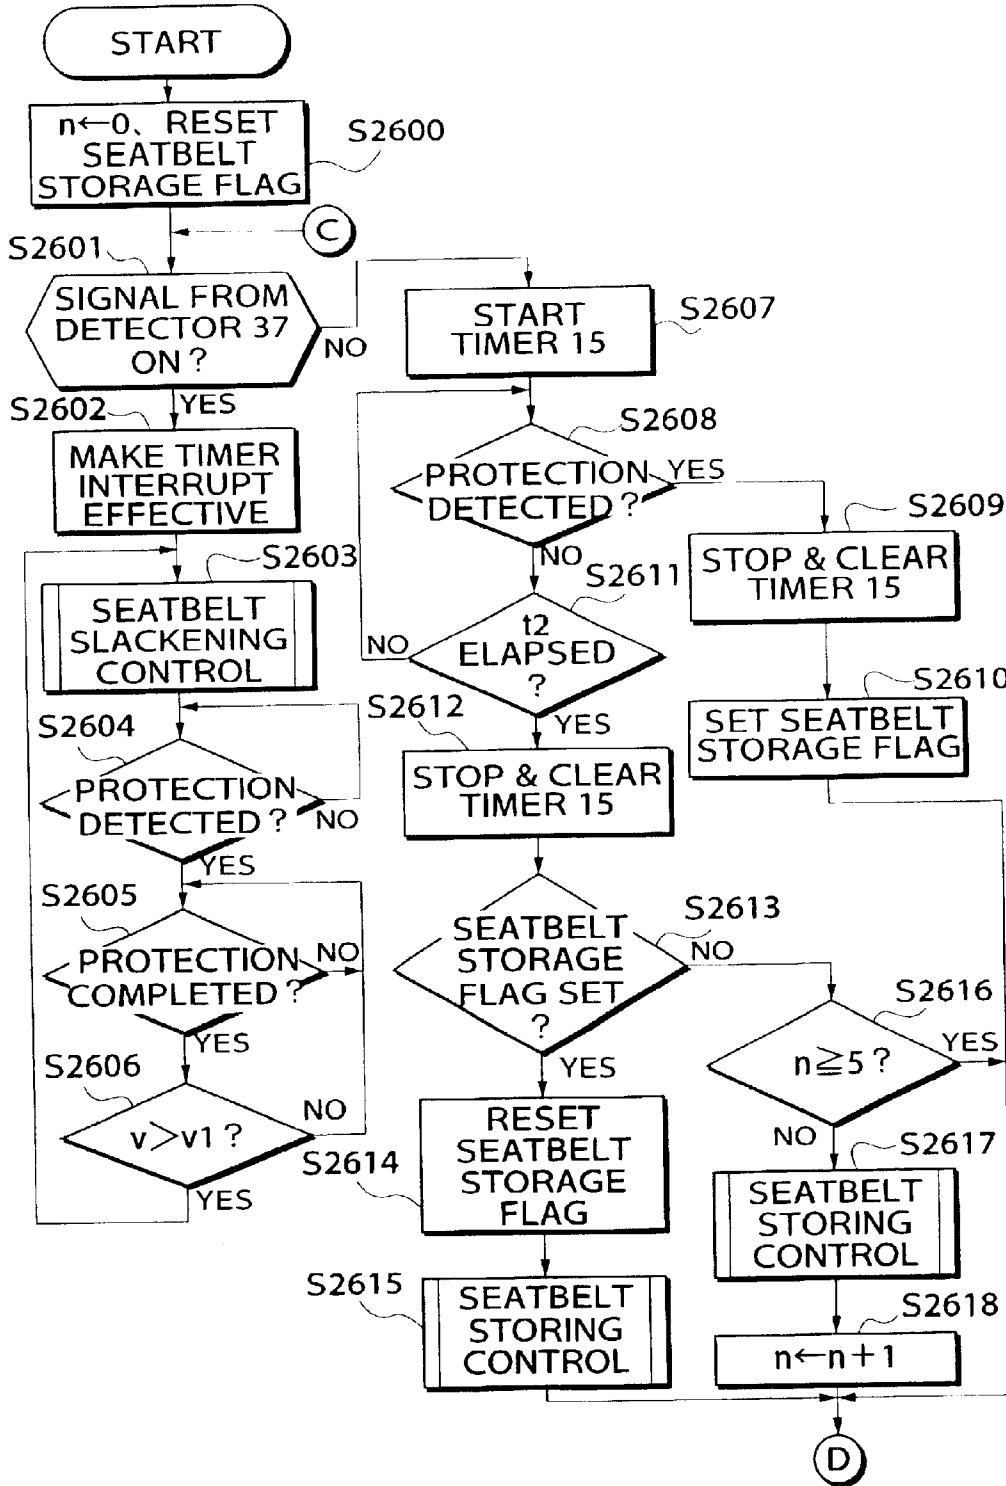 START
n←0、RESET
SEATBELT
STORAGE FLAG
S2600
C
S2601
SIGNAL FROM
DETECTOR 37
ON?
NO
YES
S2602
MAKE TIMER
INTERRUPT
EFFECTIVE
S2603
SEATBELT
SLACKENING
CONTROL
S2604
PROTECTION
DETECTED?
NO
YES
S2605
PROTECTION
COMPLETED?
NO
YES
S2606
v>v1?
NO
YES
START
TIMER 15
S2607
S2608
PROTECTION
DETECTED?
YES
NO
S2609
STOP & CLEAR
TIMER 15
S2610
SET SEATBELT
STORAGE FLAG
S2611
t2
ELAPSED
?
NO
YES
S2612
STOP & CLEAR
TIMER 15
S2613
SEATBELT
STORAGE
FLAG SET
?
NO
YES
S2614
RESET
SEATBELT
STORAGE
FLAG
S2615
SEATBELT
STORING
CONTROL
S2616
n≧5?
YES
NO
S2617
SEATBELT
STORING
CONTROL
S2618
n←n+1
D